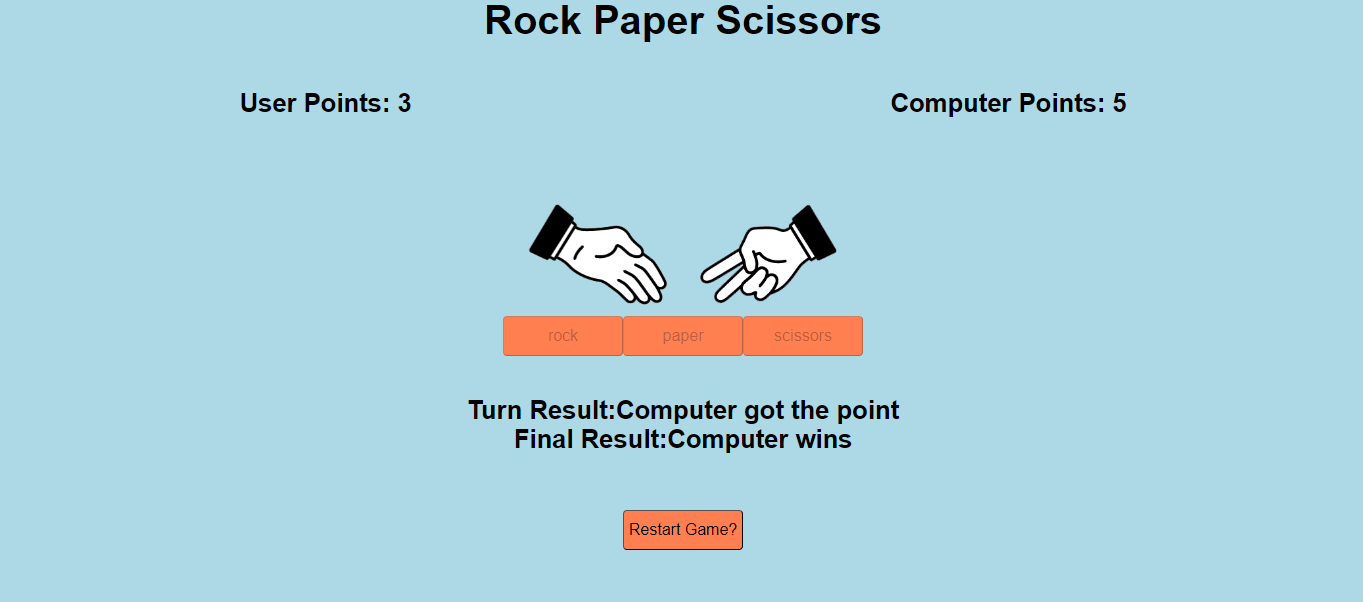 Rock Paper Scissors
User Points: 3
Computer Points: 5
rock
paper
scissors
Turn Result:Computer got the point
Final Result:Computer wins
Restart Game?